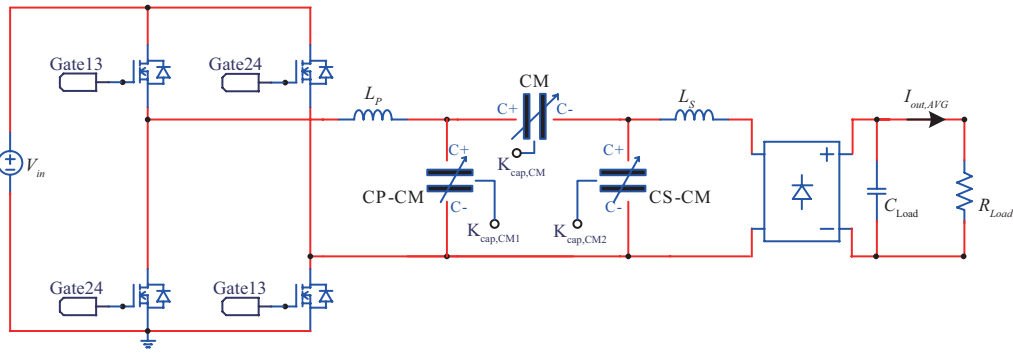 Gate13
Gate24
V_in
L_P
CM
C+
C-
K_cap,CM
L_S
I_out,AVG
C+
CP-CM
C-
K_cap,CM1
C+
CS-CM
C-
K_cap,CM2
+
−
C_Load
R_Load
Gate24
Gate13